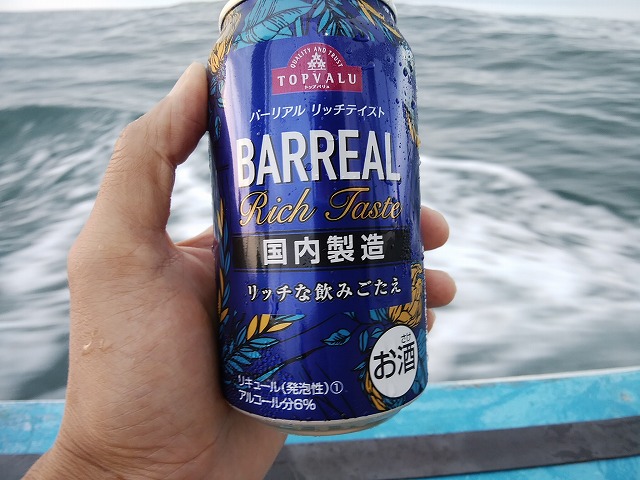 QUALITY AND TRUST
TOPVALU
トップバリュ
バーリアル リッチテイスト
BARREAL
Rich Taste
国内製造
リッチな飲みごたえ
さけ
お酒
リキュール(発泡性)①
アルコール分6%